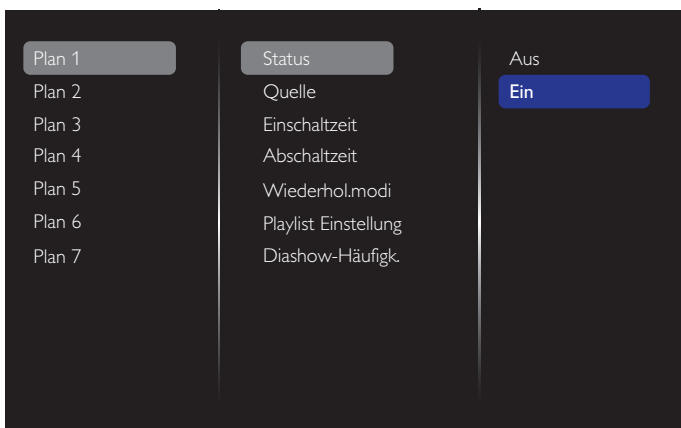 Plan 1
Plan 2
Plan 3
Plan 4
Plan 5
Plan 6
Plan 7
Status
Quelle
Einschaltzeit
Abschaltzeit
Wiederhol.modi
Playlist Einstellung
Diashow-Häufigk.
Aus
Ein